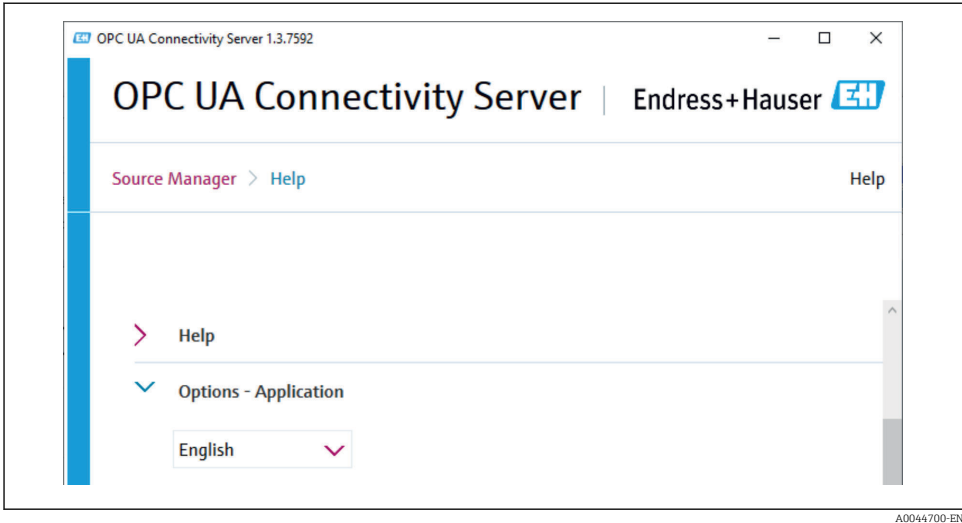 OPC UA Connectivity Server 1.3.7592
OPC UA Connectivity Server | Endress+Hauser EH
Source Manager > Help Help
Help
Options - Application
English
A0044700-EN